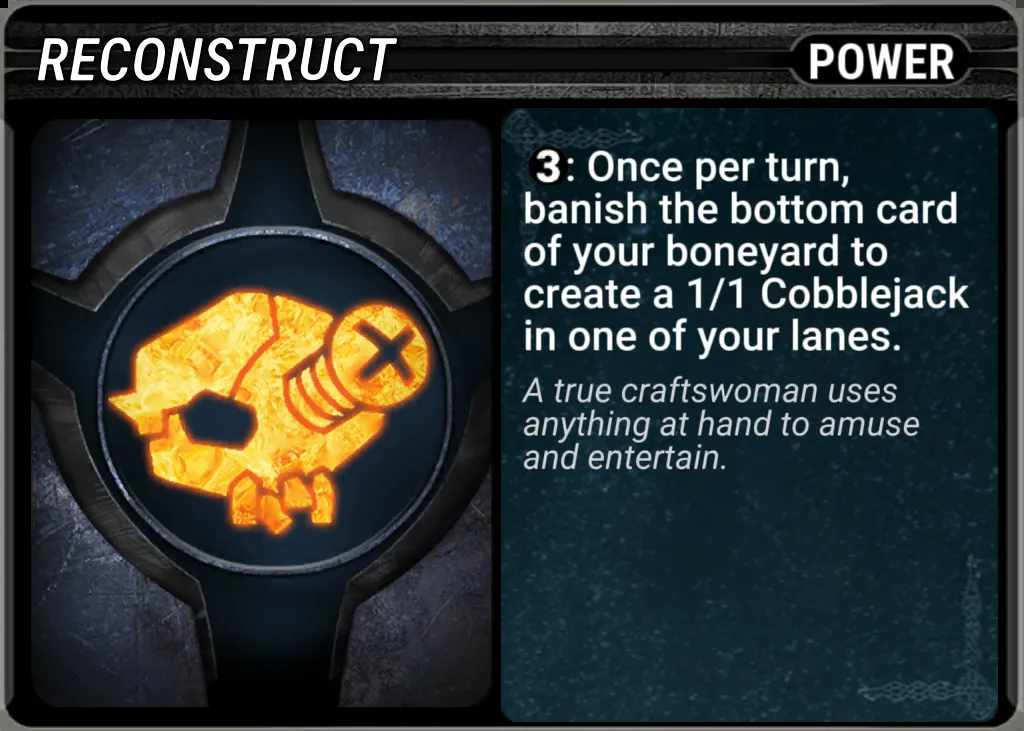 RECONSTRUCT
POWER
3: Once per turn,
banish the bottom card
of your boneyard to
create a 1/1 Cobblejack
in one of your lanes.
A true craftswoman uses
anything at hand to amuse
and entertain.